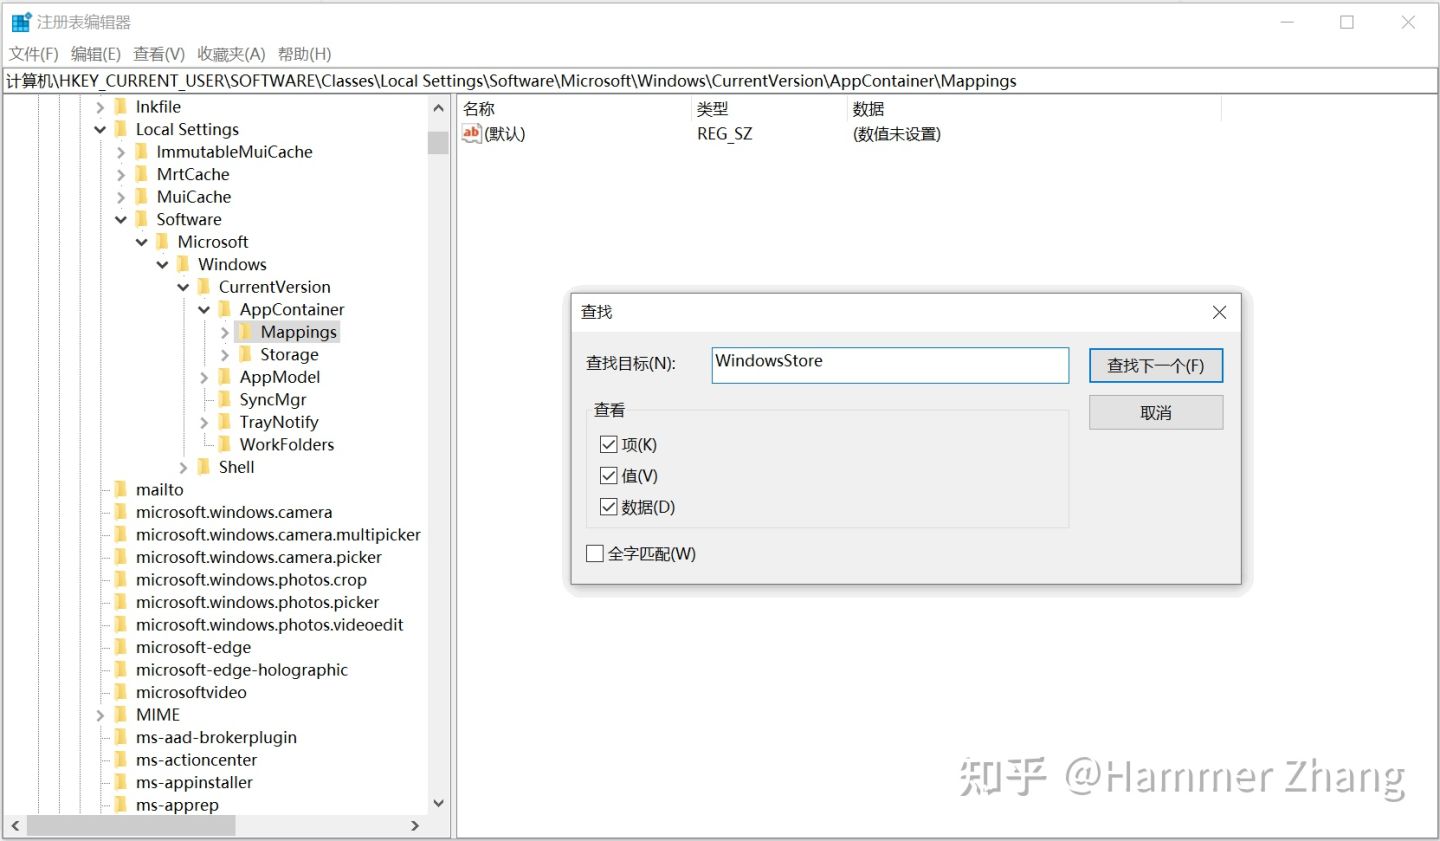 注册表编辑器
文件(F) 编辑(E) 查看(V) 收藏夹(A) 帮助(H)
计算机\HKEY_CURRENT_USER\SOFTWARE\Classes\Local Settings\Software\Microsoft\Windows\CurrentVersion\AppContainer\Mappings
lnkfile
Local Settings
ImmutableMuiCache
MrtCache
MuiCache
Software
Microsoft
Windows
CurrentVersion
AppContainer
Mappings
Storage
AppModel
SyncMgr
TrayNotify
WorkFolders
Shell
mailto
microsoft.windows.camera
microsoft.windows.camera.multipicker
microsoft.windows.camera.picker
microsoft.windows.photos.crop
microsoft.windows.photos.picker
microsoft.windows.photos.videoedit
microsoft-edge
microsoft-edge-holographic
microsoftvideo
MIME
ms-aad-brokerplugin
ms-actioncenter
ms-appinstaller
ms-apprep
名称 类型 数据
ab (默认) REG_SZ (数值未设置)
查找
查找目标(N): WindowsStore 查找下一个(F)
取消
查看
项(K)
值(V)
数据(D)
全字匹配(W)
知乎 @Hammer Zhang